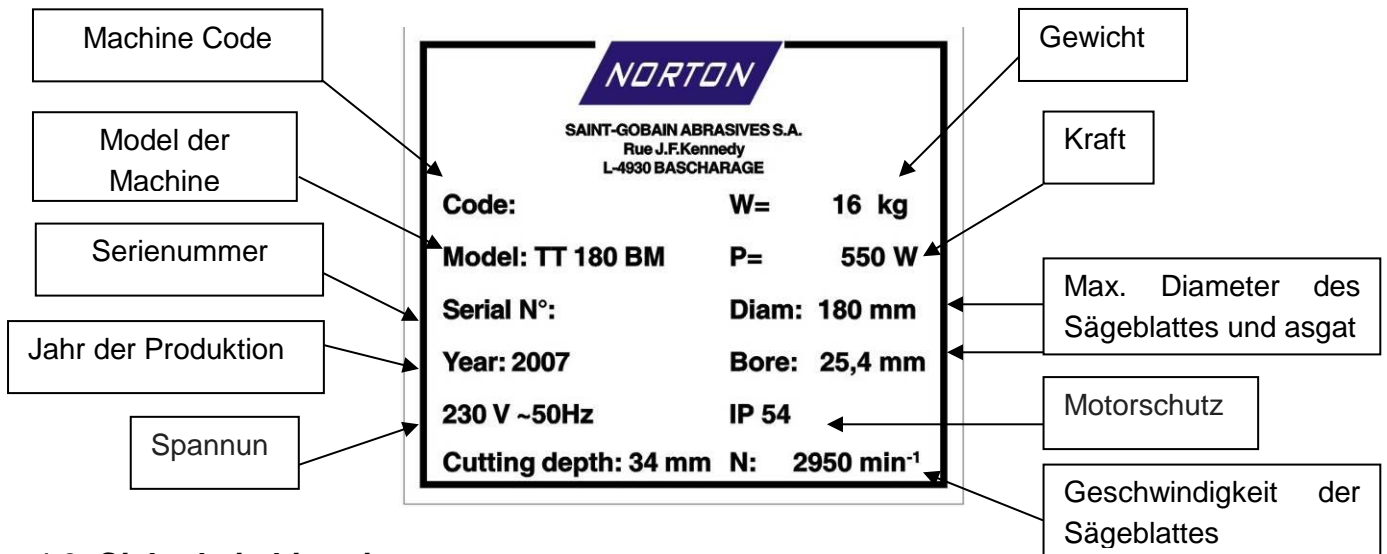 Machine Code
Model der
Machine
Serienummer
Jahr der Produktion
Spannun
NORTON
SAINT-GOBAIN ABRASIVES S.A.
Rue J.F.Kennedy
L-4930 BASCHARAGE
Code: W= 16 kg
Model: TT 180 BM P= 550 W
Serial N°: Diam: 180 mm
Year: 2007 Bore: 25,4 mm
230 V ~50Hz IP 54
Cutting depth: 34 mm N: 2950 min⁻¹
Gewicht
Kraft
Max. Diameter des
Sägeblattes und asgat
Motorschutz
Geschwindigkeit der
Sägeblattes